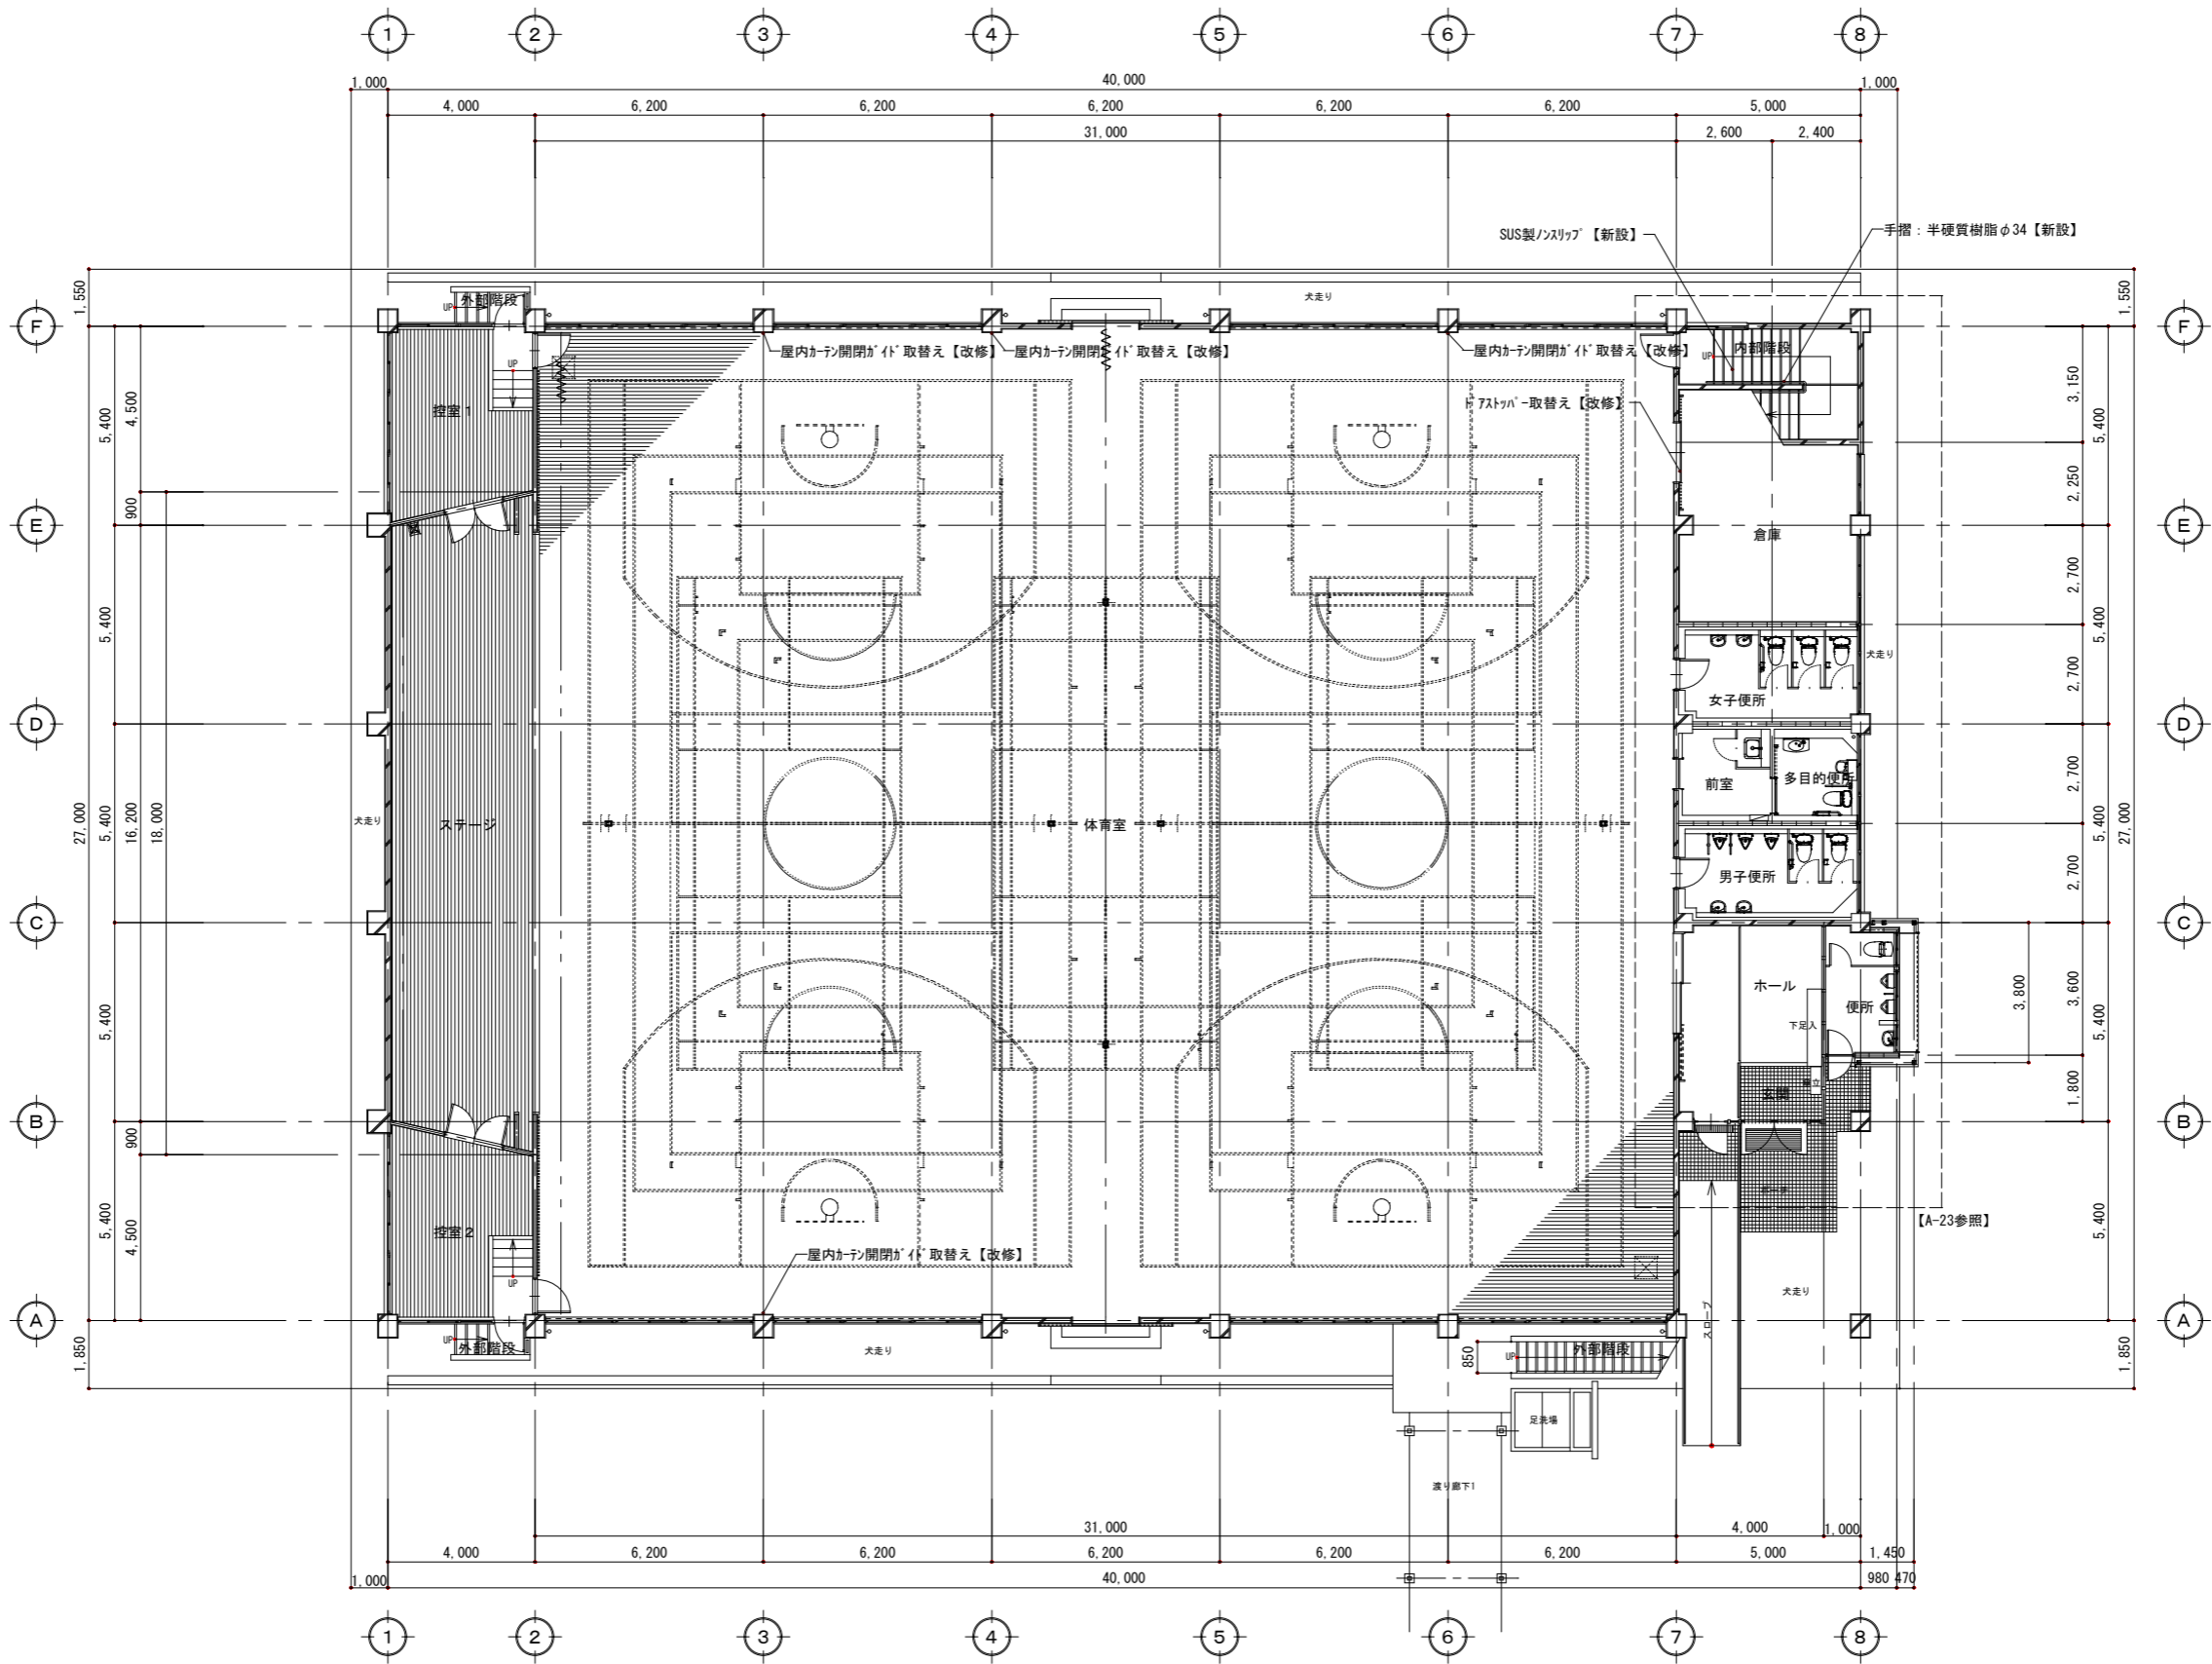 1 2 3 4 5 6 7 8
1,000 40,000 1,000
4,000 6,200 6,200 6,200 6,200 6,200 5,000
31,000 2,600 2,400
SUS製ノンスリップ【新設】
手摺：半硬質樹脂φ34【新設】
1,550
1,550
外部階段
UP
犬走り
F
F
屋内カーテン開閉ガイド取替え【改修】
屋内カーテン開閉ガイド取替え【改修】
屋内カーテン開閉ガイド取替え【改修】
UP
内部階段
UP
控室1
ドアストッパー取替え【改修】
5,400
4,500
3,150
5,400
2,250
900
E
E
倉庫
5,400
2,700
5,400
2,700
犬走り
女子便所
D
D
前室
多目的便所
2,700
27,000
5,400
16,200
18,000
犬走り
ステージ
体育室
5,400
27,000
男子便所
2,700
C
C
ホール
便所
下足入
3,800
3,600
5,400
5,400
1,800
玄関
B
B
900
ポーチ
【A-23参照】
5,400
4,500
控室2
UP
屋内カーテン開閉ガイド取替え【改修】
5,400
スロープ
犬走り
A
A
UP
外部階段
犬走り
850
UP
外部階段
1,850
1,850
足洗場
渡り廊下1
31,000 4,000 1,000
4,000 6,200 6,200 6,200 6,200 6,200 5,000 1,450
1,000 40,000 980 470
1 2 3 4 5 6 7 8